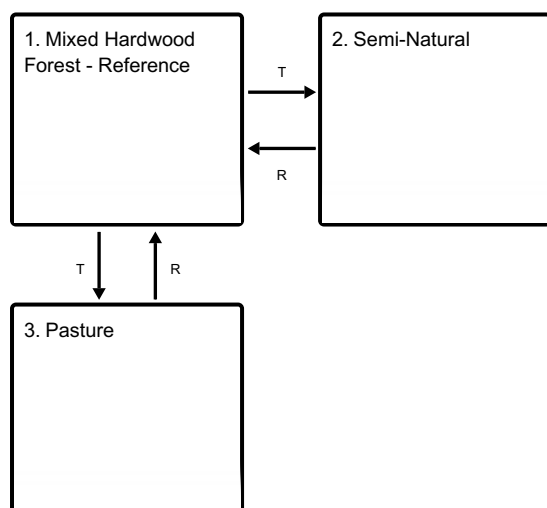 1. Mixed Hardwood
Forest - Reference
2. Semi-Natural
T
R
T
R
3. Pasture